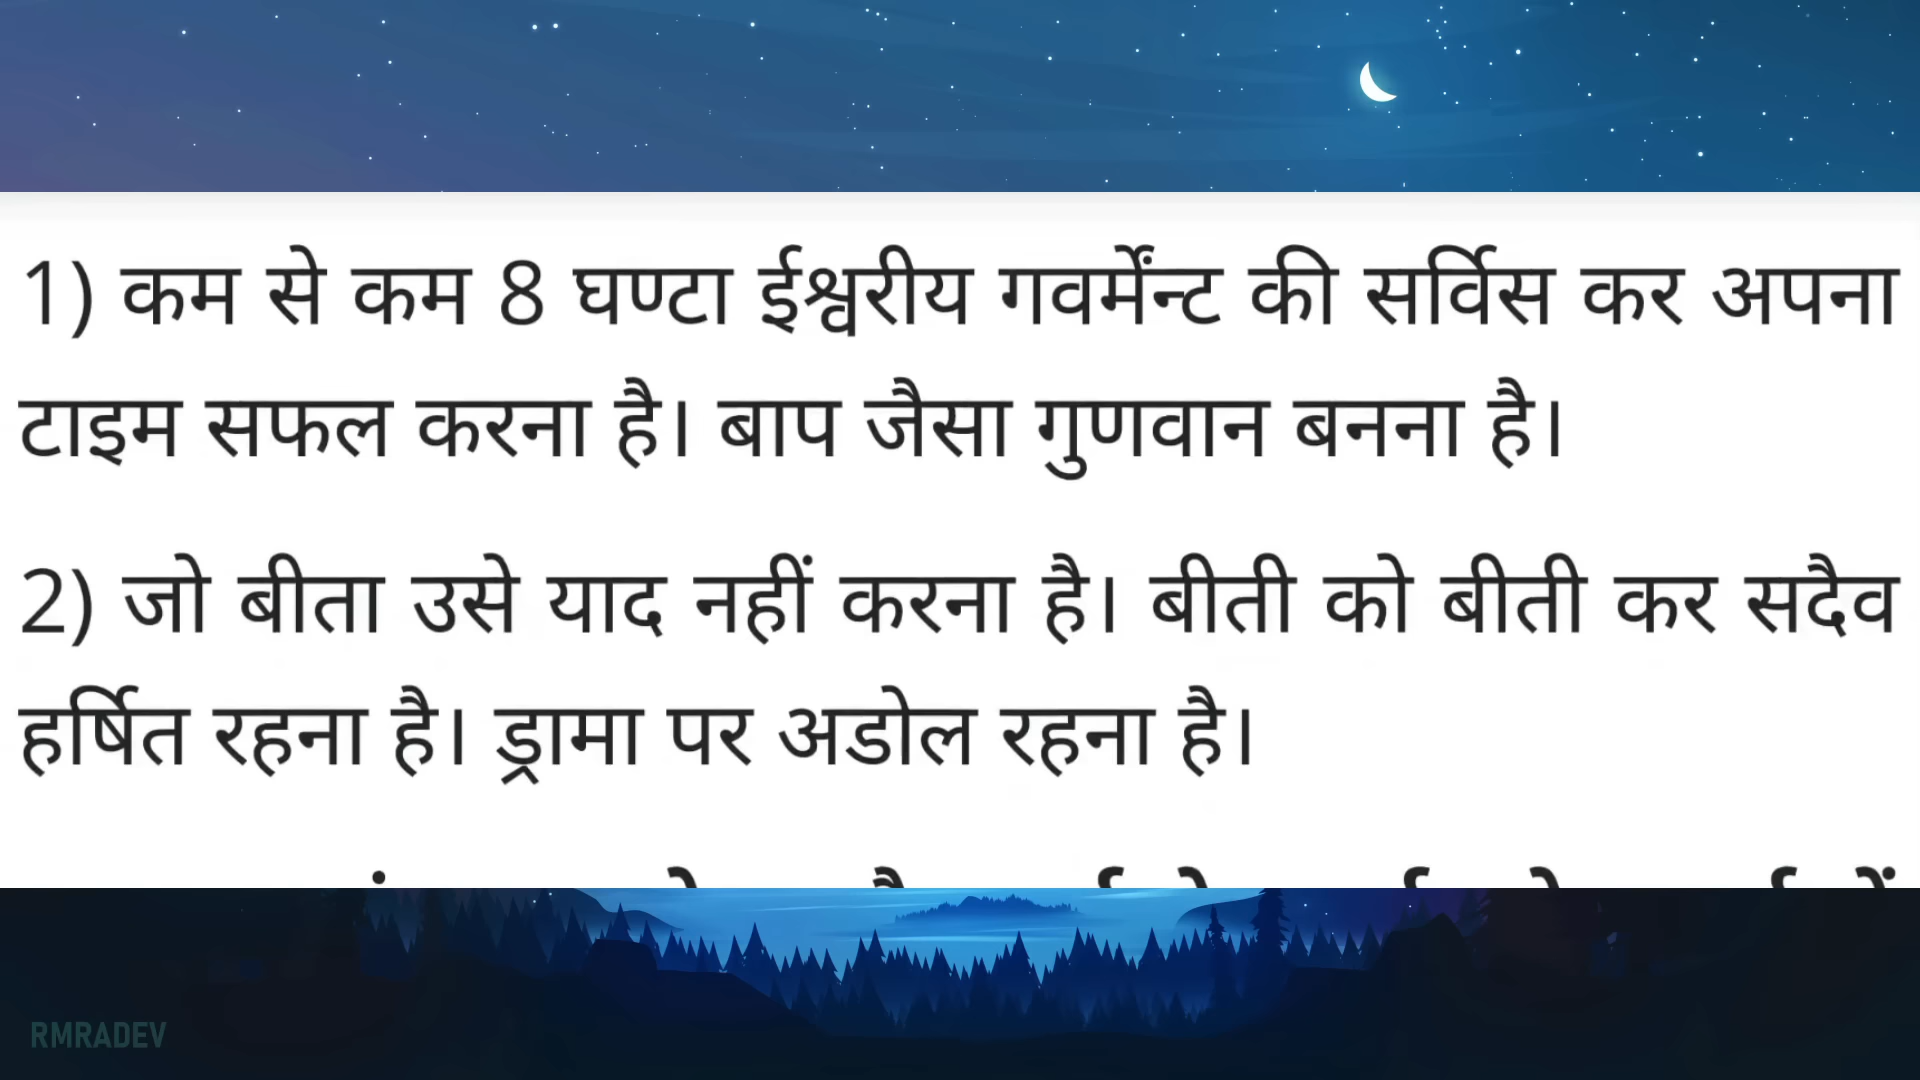 1) कम से कम 8 घण्टा ईश्वरीय गवर्मेंन्ट की सर्विस कर अपना
टाइम सफल करना है। बाप जैसा गुणवान बनना है।
2) जो बीता उसे याद नहीं करना है। बीती को बीती कर सदैव
हर्षित रहना है। ड्रामा पर अडोल रहना है।
RMRADEV